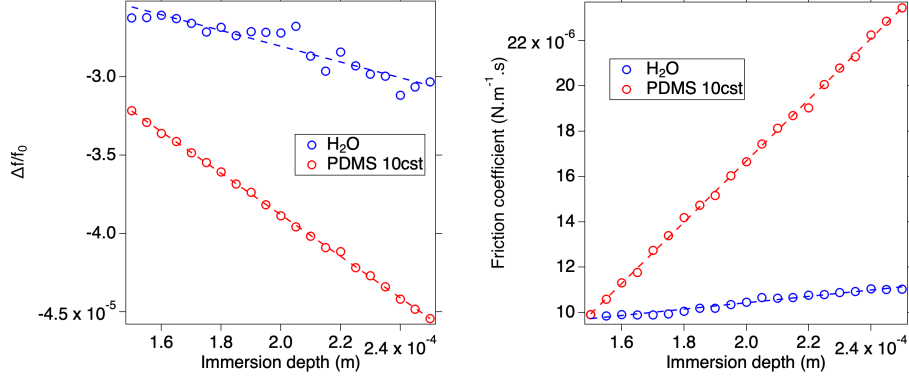 Δf/f₀
-3.0
-3.5
-4.0
-4.5 x 10⁻⁵
H₂O
PDMS 10cst
1.6
1.8
2.0
2.2
2.4 x 10⁻⁴
Immersion depth (m)
Friction coefficient (N.m⁻¹.s)
22 x 10⁻⁶
20
18
16
14
12
10
H₂O
PDMS 10cst
1.6
1.8
2.0
2.2
2.4 x 10⁻⁴
Immersion depth (m)